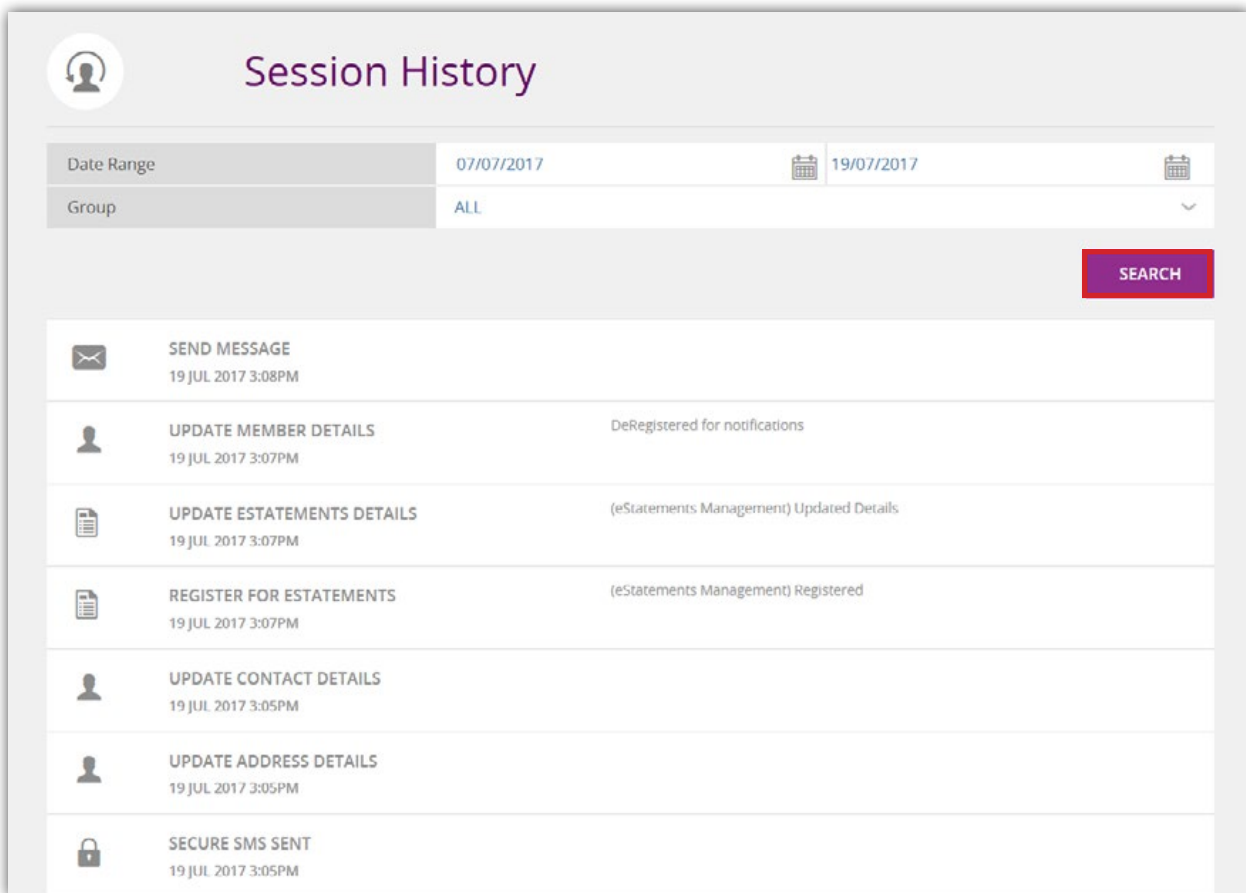 Session History
Date Range 07/07/2017 19/07/2017
Group ALL
SEARCH
SEND MESSAGE
19 JUL 2017 3:08PM
UPDATE MEMBER DETAILS DeRegistered for notifications
19 JUL 2017 3:07PM
UPDATE ESTATEMENTS DETAILS (eStatements Management) Updated Details
19 JUL 2017 3:07PM
REGISTER FOR ESTATEMENTS (eStatements Management) Registered
19 JUL 2017 3:07PM
UPDATE CONTACT DETAILS
19 JUL 2017 3:05PM
UPDATE ADDRESS DETAILS
19 JUL 2017 3:05PM
SECURE SMS SENT
19 JUL 2017 3:05PM